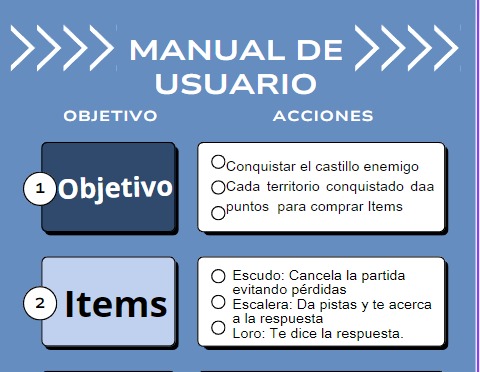 MANUAL DE
USUARIO
OBJETIVO
ACCIONES
1
Objetivo
Conquistar el castillo enemigo
Cada territorio conquistado daa
puntos para comprar Items
2
Items
Escudo: Cancela la partida
evitando pérdidas
Escalera: Da pistas y te acerca
a la respuesta
Loro: Te dice la respuesta.